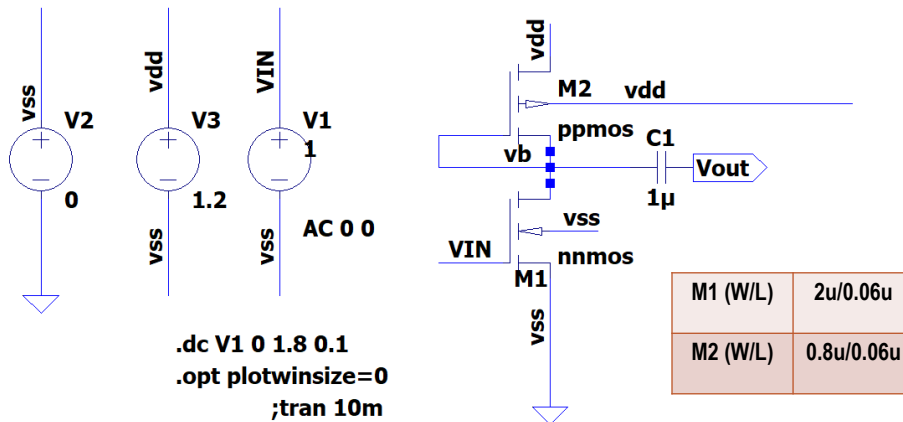 vss
V2
0
vdd
V3
1.2
vss
VIN
V1
1
AC 0 0
vss
.dc V1 0 1.8 0.1
.opt plotwinsize=0
;tran 10m
vdd
M2
vdd
ppmos
vb
C1
1µ
Vout
vss
VIN
nnmos
M1
vss
M1 (W/L) 2u/0.06u
M2 (W/L) 0.8u/0.06u